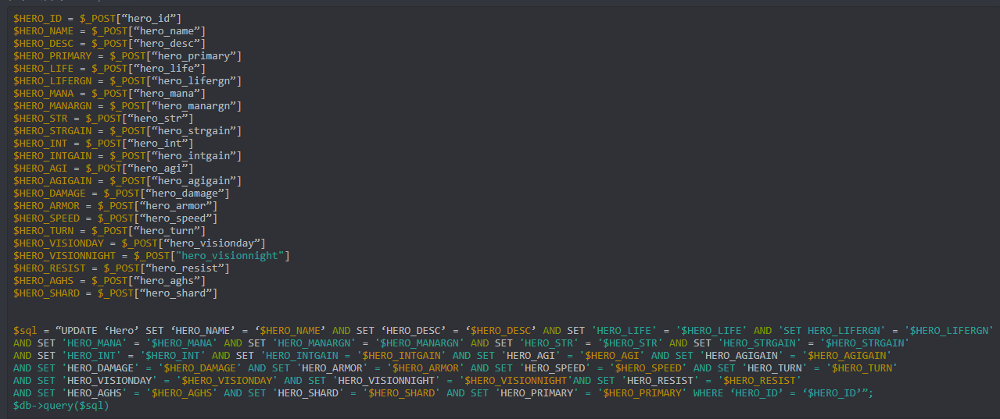 $HERO_ID = $_POST[“hero_id”]
$HERO_NAME = $_POST[“hero_name”]
$HERO_DESC = $_POST[“hero_desc”]
$HERO_PRIMARY = $_POST[“hero_primary”]
$HERO_LIFE = $_POST[“hero_life”]
$HERO_LIFERGN = $_POST[“hero_lifergn”]
$HERO_MANA = $_POST[“hero_mana”]
$HERO_MANARGN = $_POST[“hero_manargn”]
$HERO_STR = $_POST[“hero_str”]
$HERO_STRGAIN = $_POST[“hero_strgain”]
$HERO_INT = $_POST[“hero_int”]
$HERO_INTGAIN = $_POST[“hero_intgain”]
$HERO_AGI = $_POST[“hero_agi”]
$HERO_AGIGAIN = $_POST[“hero_agigain”]
$HERO_DAMAGE = $_POST[“hero_damage”]
$HERO_ARMOR = $_POST[“hero_armor”]
$HERO_SPEED = $_POST[“hero_speed”]
$HERO_TURN = $_POST[“hero_turn”]
$HERO_VISIONDAY = $_POST[“hero_visionday”]
$HERO_VISIONNIGHT = $_POST["hero_visionnight"]
$HERO_RESIST = $_POST[“hero_resist”]
$HERO_AGHS = $_POST[“hero_aghs”]
$HERO_SHARD = $_POST[“hero_shard”]
$sql = “UPDATE ‘Hero’ SET ‘HERO_NAME’ = ‘$HERO_NAME’ AND SET ‘HERO_DESC’ = ‘$HERO_DESC’ AND SET 'HERO_LIFE' = '$HERO_LIFE' AND 'SET HERO_LIFERGN' = '$HERO_LIFERGN'
AND SET 'HERO_MANA' = '$HERO_MANA' AND SET 'HERO_MANARGN' = '$HERO_MANARGN' AND SET 'HERO_STR' = '$HERO_STR' AND SET 'HERO_STRGAIN' = '$HERO_STRGAIN'
AND SET 'HERO_INT' = '$HERO_INT' AND SET 'HERO_INTGAIN = '$HERO_INTGAIN' AND SET 'HERO_AGI' = '$HERO_AGI' AND SET 'HERO_AGIGAIN' = '$HERO_AGIGAIN'
AND SET 'HERO_DAMAGE' = '$HERO_DAMAGE' AND SET 'HERO_ARMOR' = '$HERO_ARMOR' AND SET 'HERO_SPEED' = '$HERO_SPEED' AND SET 'HERO_TURN' = '$HERO_TURN'
AND SET 'HERO_VISIONDAY' = '$HERO_VISIONDAY' AND SET 'HERO_VISIONNIGHT' = '$HERO_VISIONNIGHT'AND SET 'HERO_RESIST' = '$HERO_RESIST'
AND SET 'HERO_AGHS' = '$HERO_AGHS' AND SET 'HERO_SHARD' = '$HERO_SHARD' AND SET 'HERO_PRIMARY' = '$HERO_PRIMARY' WHERE ‘HERO_ID’ = ‘$HERO_ID’”;
$db->query($sql)